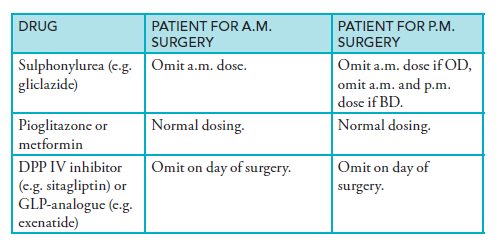 DRUG
PATIENT FOR A.M.
SURGERY
PATIENT FOR P.M.
SURGERY
Sulphonylurea (e.g.
gliclazide)
Omit a.m. dose.
Omit a.m. dose if OD,
omit a.m. and p.m.
dose if BD.
Pioglitazone or
metformin
Normal dosing.
Normal dosing.
DPP IV inhibitor
(e.g. sitagliptin) or
GLP-analogue (e.g.
exenatide)
Omit on day of surgery.
Omit on day of
surgery.